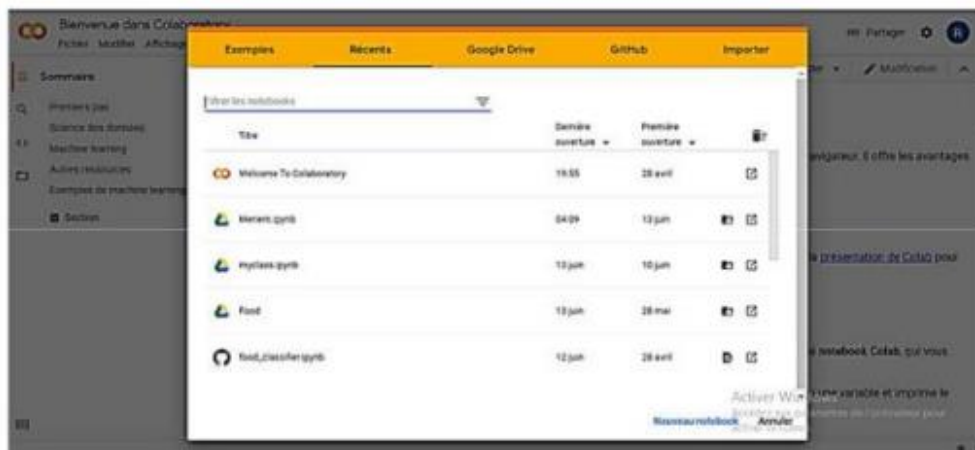 Bienvenue dans Colaboratory
Fichier Modifier Affichage
Partager
R
Modification
Sommaire
Premiers pas
Science des données
Machine learning
Autres ressources
Exemples de machine learning
Section
Exemples Récents Google Drive GitHub Importer
Filtrer les notebooks
Titre Dernière ouverture Première ouverture
Welcome To Colaboratory 19:55 28 avril
04:09 13 juin
myclass.ipynb 13 juin 10 juin
Food 13 juin 28 mai
food_classifier.ipynb 12 juin 28 avril
Nouveau notebook Annuler
navigateur. Il offre les avantages
la présentation de Colab pour
notebook Colab, qui vous
une variable et imprime le
Activer Windows